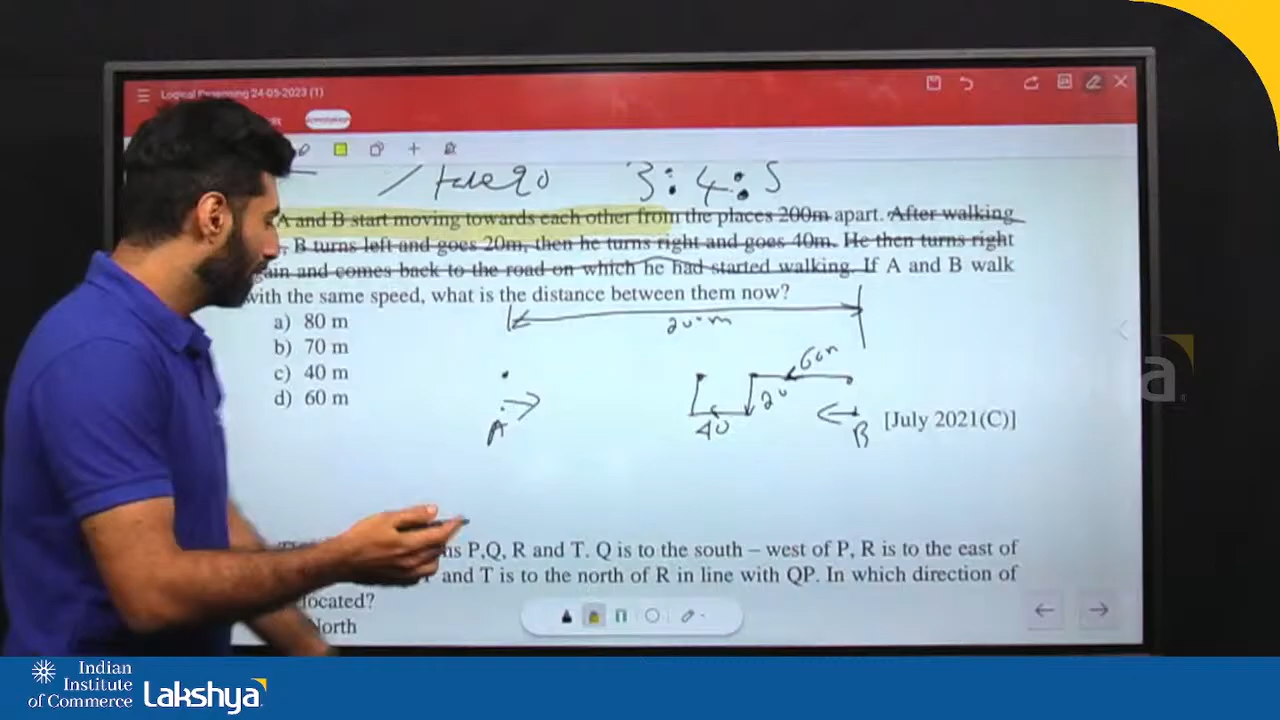 Logical Reasoning 24-05-2023 (1)
/ take 90 3:4:5
A and B start moving towards each other from the places 200m apart. After walking
B turns left and goes 20m, then he turns right and goes 40m. He then turns right
and comes back to the road on which he had started walking. If A and B walk
with the same speed, what is the distance between them now?
200m
a) 80 m
b) 70 m
c) 40 m
d) 60 m
60m
20
40
A
B
[July 2021(C)]
P,Q, R and T. Q is to the south – west of P, R is to the east of
and T is to the north of R in line with QP. In which direction of
located?
North
Indian
Institute
of Commerce
Lakshya